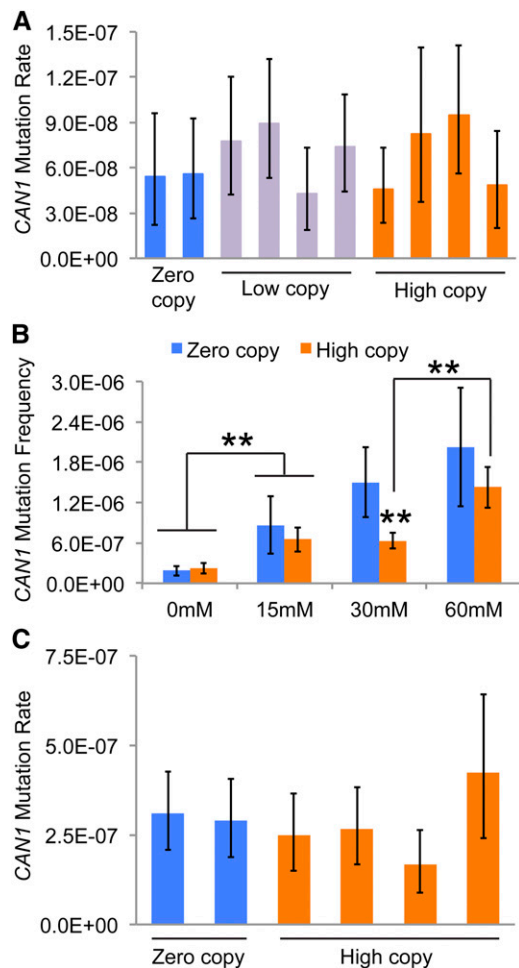 A
CAN1 Mutation Rate
1.5E-07
9.0E-08
6.0E-08
3.0E-08
0.0E+00
Zero copy
Low copy
High copy
B
Zero copy
High copy
CAN1 Mutation Frequency
3.0E-06
2.4E-06
1.8E-06
1.2E-06
6.0E-07
0.0E+00
**
**
**
0mM
15mM
30mM
60mM
C
CAN1 Mutation Rate
7.5E-07
5.0E-07
2.5E-07
0.0E+00
Zero copy
High copy